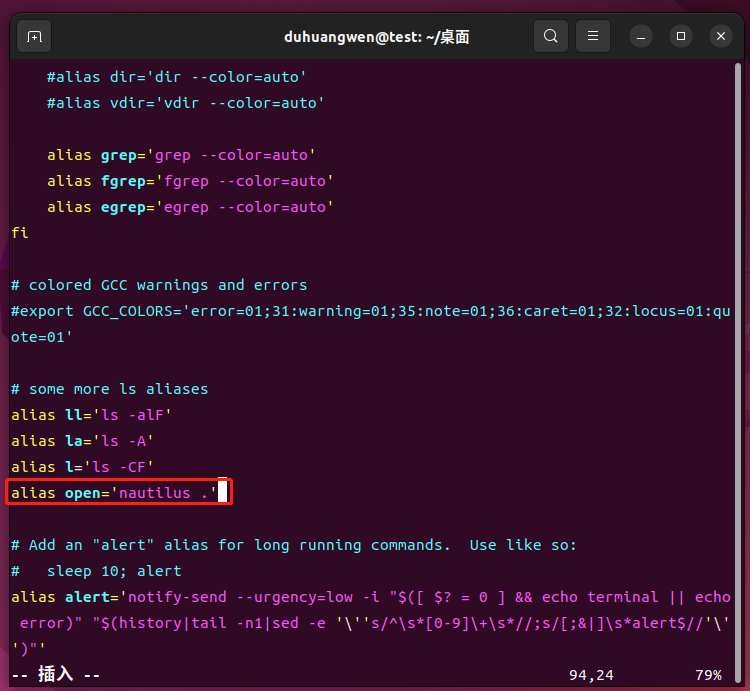 duhuangwen@test: ~/桌面
#alias dir='dir --color=auto'
#alias vdir='vdir --color=auto'
alias grep='grep --color=auto'
alias fgrep='fgrep --color=auto'
alias egrep='egrep --color=auto'
fi
# colored GCC warnings and errors
#export GCC_COLORS='error=01;31:warning=01;35:note=01;36:caret=01;32:locus=01:qu
ote=01'
# some more ls aliases
alias ll='ls -alF'
alias la='ls -A'
alias l='ls -CF'
alias open='nautilus .'
# Add an "alert" alias for long running commands.  Use like so:
#   sleep 10; alert
alias alert='notify-send --urgency=low -i "$([ $? = 0 ] && echo terminal || echo
 error)" "$(history|tail -n1|sed -e '\''s/^\s*[0-9]\+\s*//;s/[;&|]\s*alert$//'\'
')"'
-- 插入 --
94,24
79%